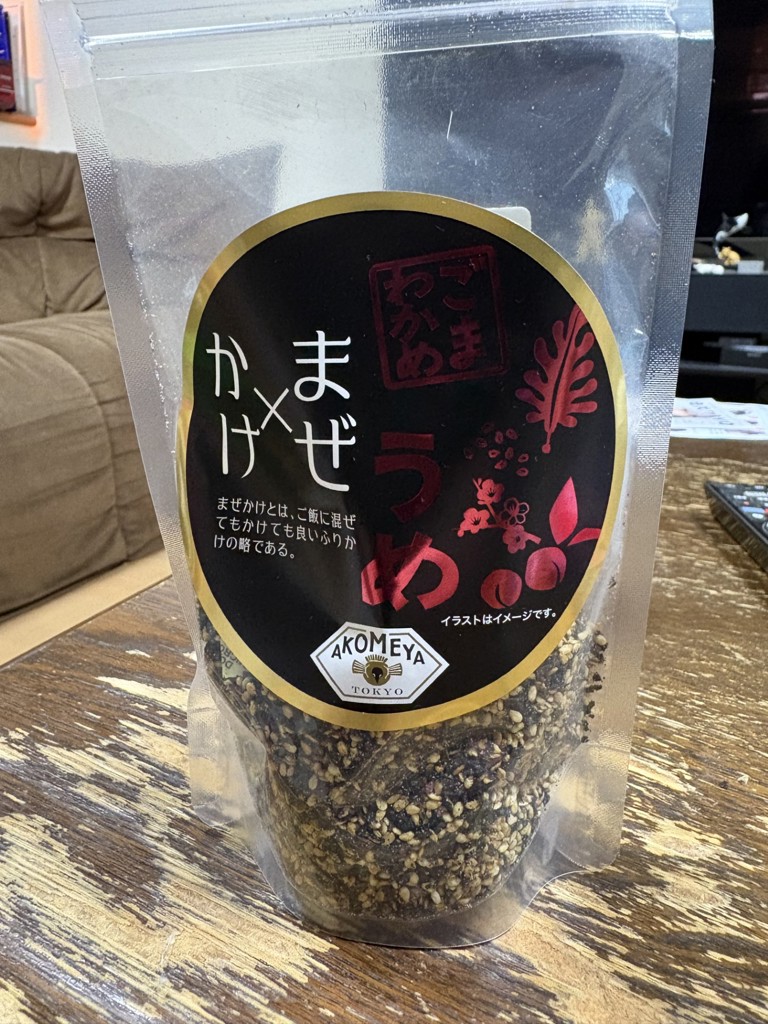 ごま
わかめ
まぜ
×
かけ
うめ
まぜかけとは、ご飯に混ぜ
てもかけても良いふりか
けの略である。
イラストはイメージです。
AKOMEYA
TOKYO